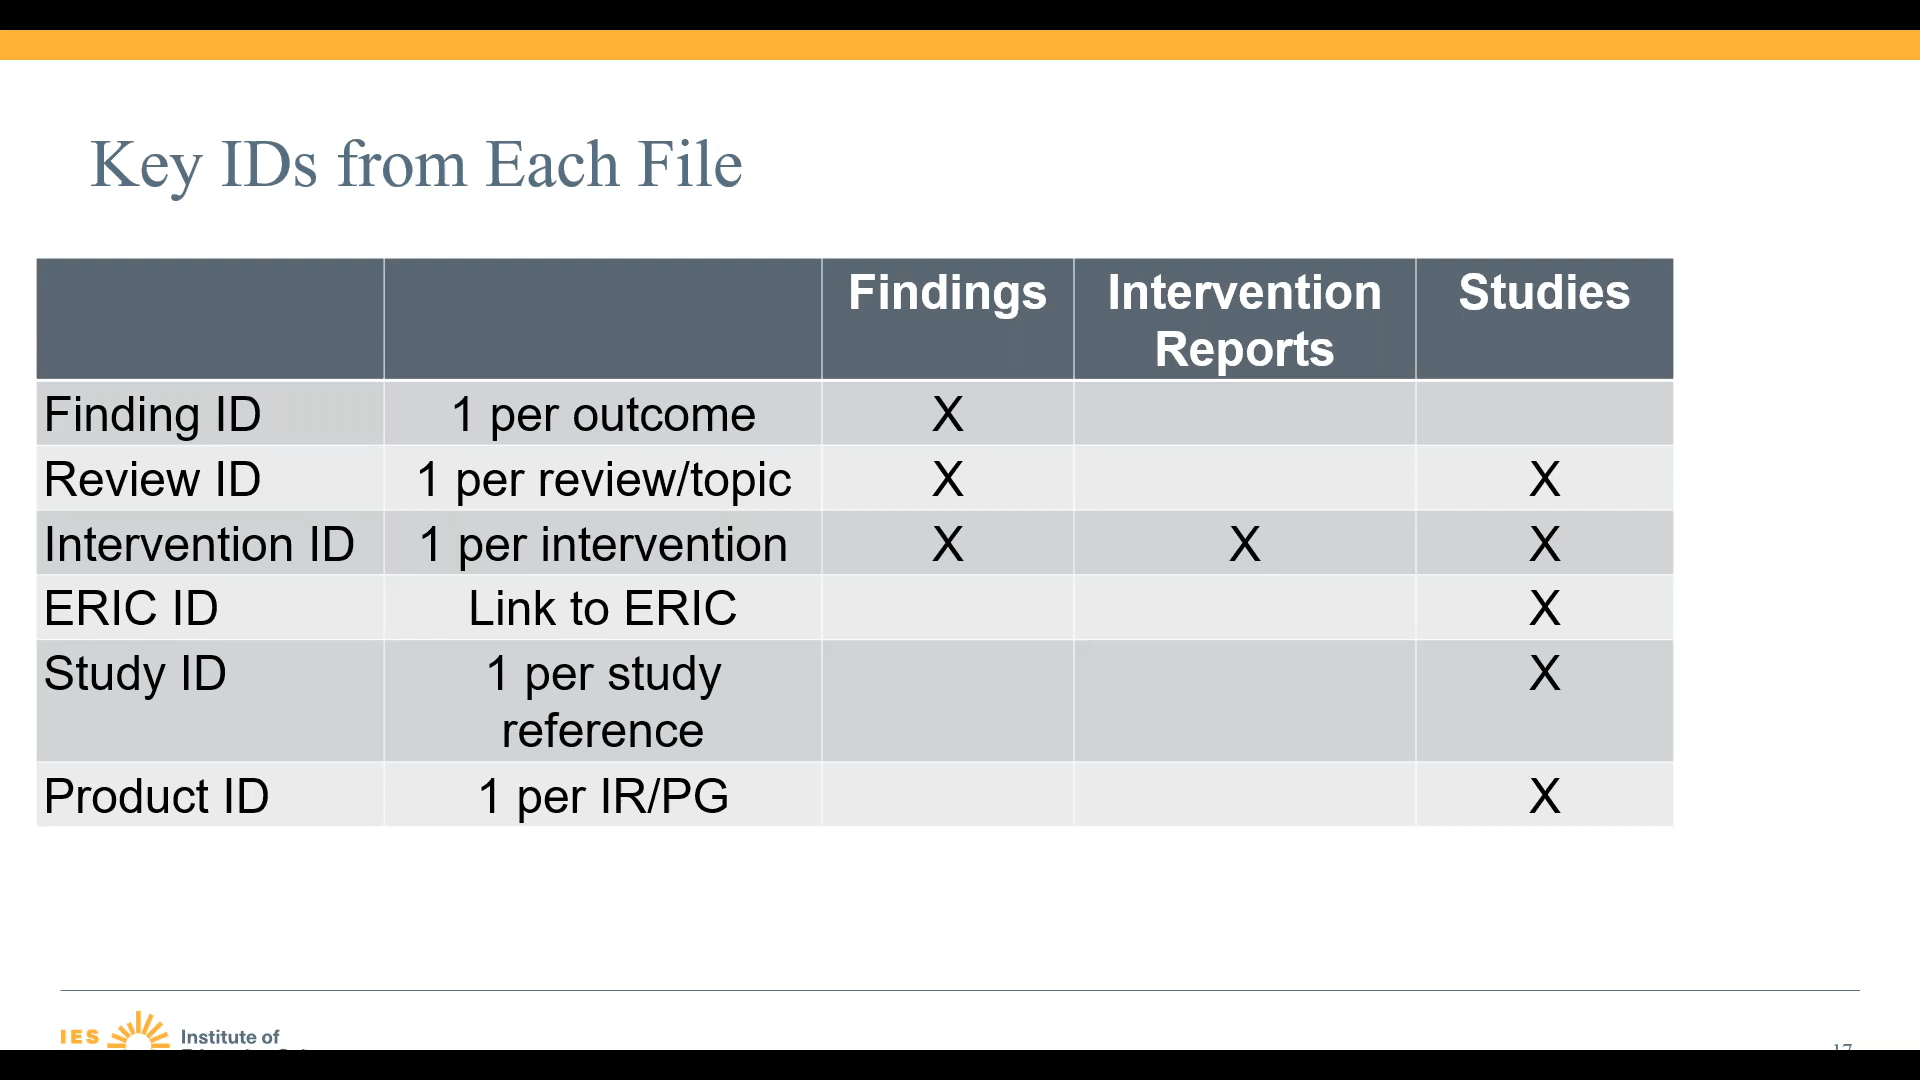 Key IDs from Each File
Findings Intervention Reports Studies
Finding ID 1 per outcome X
Review ID 1 per review/topic X X
Intervention ID 1 per intervention X X X
ERIC ID Link to ERIC X
Study ID 1 per study reference X
Product ID 1 per IR/PG X
IES Institute of